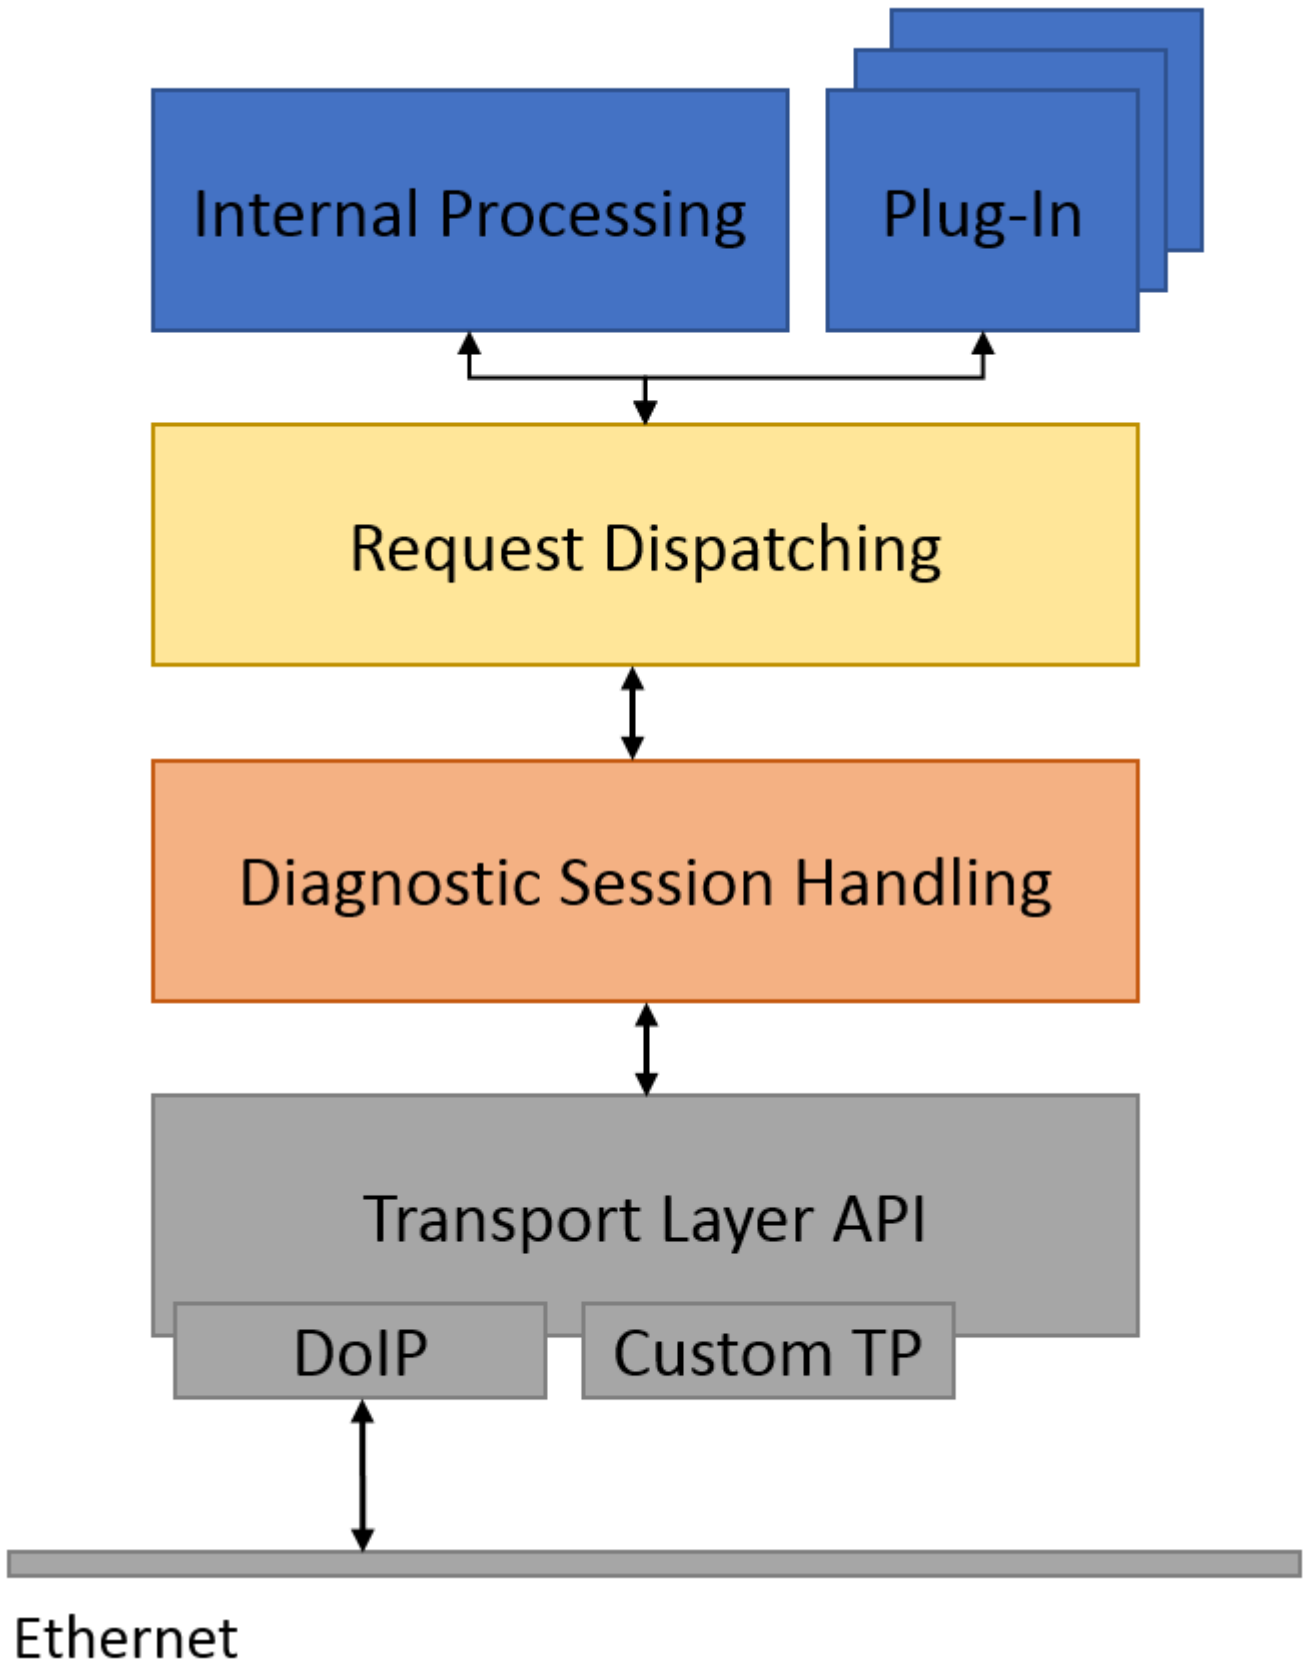 Internal Processing
Plug-In
Request Dispatching
Diagnostic Session Handling
Transport Layer API
DoIP
Custom TP
Ethernet